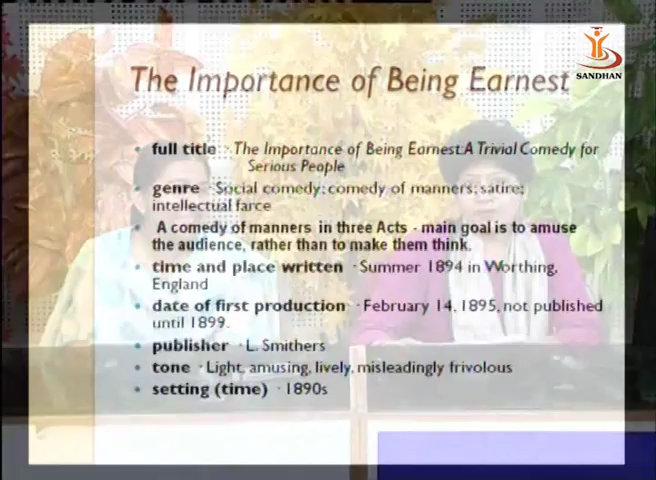 SANDHAN
The Importance of Being Earnest
• full title · The Importance of Being Earnest:A Trivial Comedy for
Serious People
• genre · Social comedy; comedy of manners; satire;
intellectual farce
• A comedy of manners in three Acts - main goal is to amuse
the audience, rather than to make them think.
• time and place written · Summer 1894 in Worthing,
England
• date of first production · February 14, 1895, not published
until 1899.
• publisher · L. Smithers
• tone · Light, amusing, lively, misleadingly frivolous
• setting (time) · 1890s